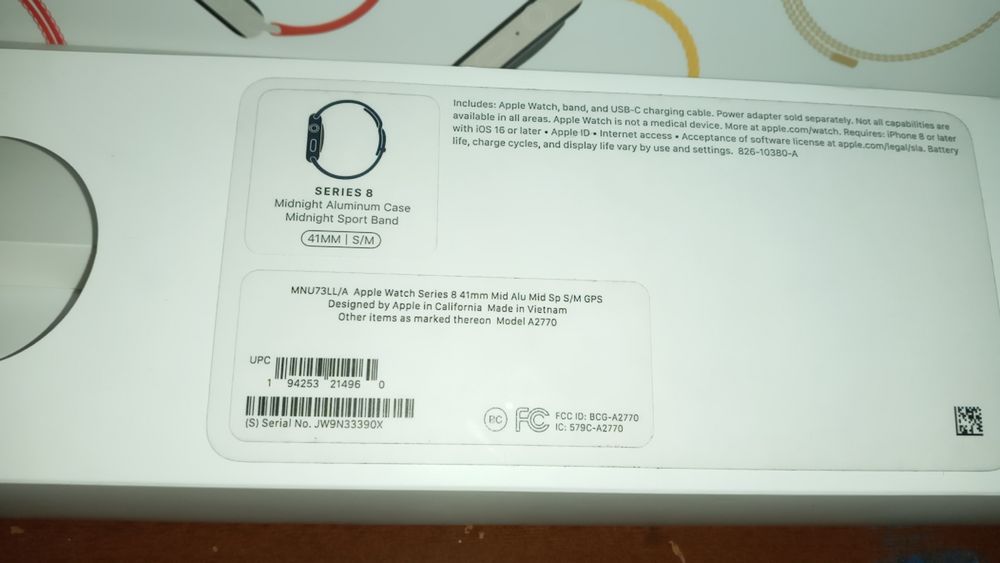 Includes: Apple Watch, band, and USB-C charging cable. Power adapter sold separately. Not all capabilities are
available in all areas. Apple Watch is not a medical device. More at apple.com/watch. Requires: iPhone 8 or later
with iOS 16 or later • Apple ID • Internet access • Acceptance of software license at apple.com/legal/sla. Battery
life, charge cycles, and display life vary by use and settings. 826-10380-A
SERIES 8
Midnight Aluminum Case
Midnight Sport Band
41MM | S/M
MNU73LL/A Apple Watch Series 8 41mm Mid Alu Mid Sp S/M GPS
Designed by Apple in California Made in Vietnam
Other items as marked thereon Model A2770
UPC
1 94253 21496 0
(S) Serial No. JW9N33390X
BC FC FCC ID: BCG-A2770
IC: 579C-A2770